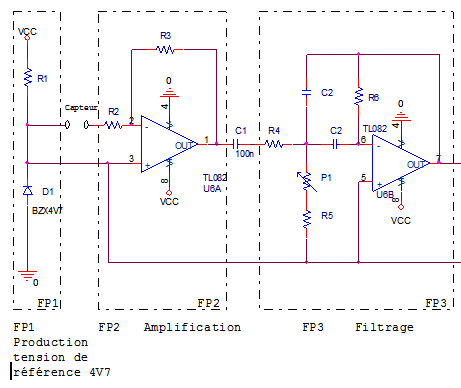 VCC
R1
Capteur
D1
BZX4V7
0
FP1
R3
0
R2
2
4
-
OUT
1
3
+
8
TL082
U6A
VCC
FP2
C1
100n
R4
C2
R6
0
C2
TL082
4
6
-
OUT
7
P1
5
+
U6B
8
R5
VCC
FP3
FP1 FP2 Amplification FP3 Filtrage
Production
tension de
référence 4V7